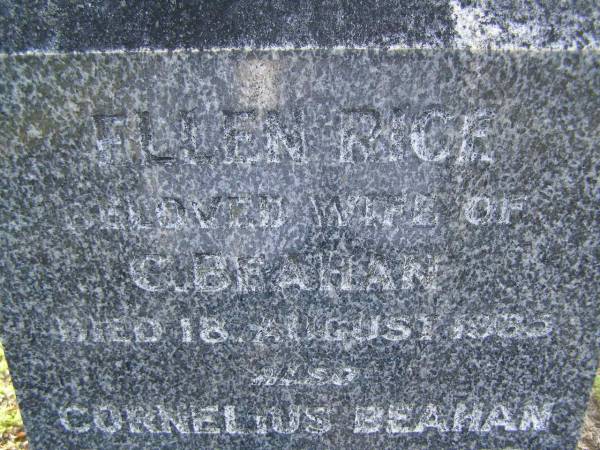 ELLEN RICE
BELOVED WIFE OF
C. BEAHAN
DIED 18. AUGUST
ALSO
CORNELIUS BEAHAN